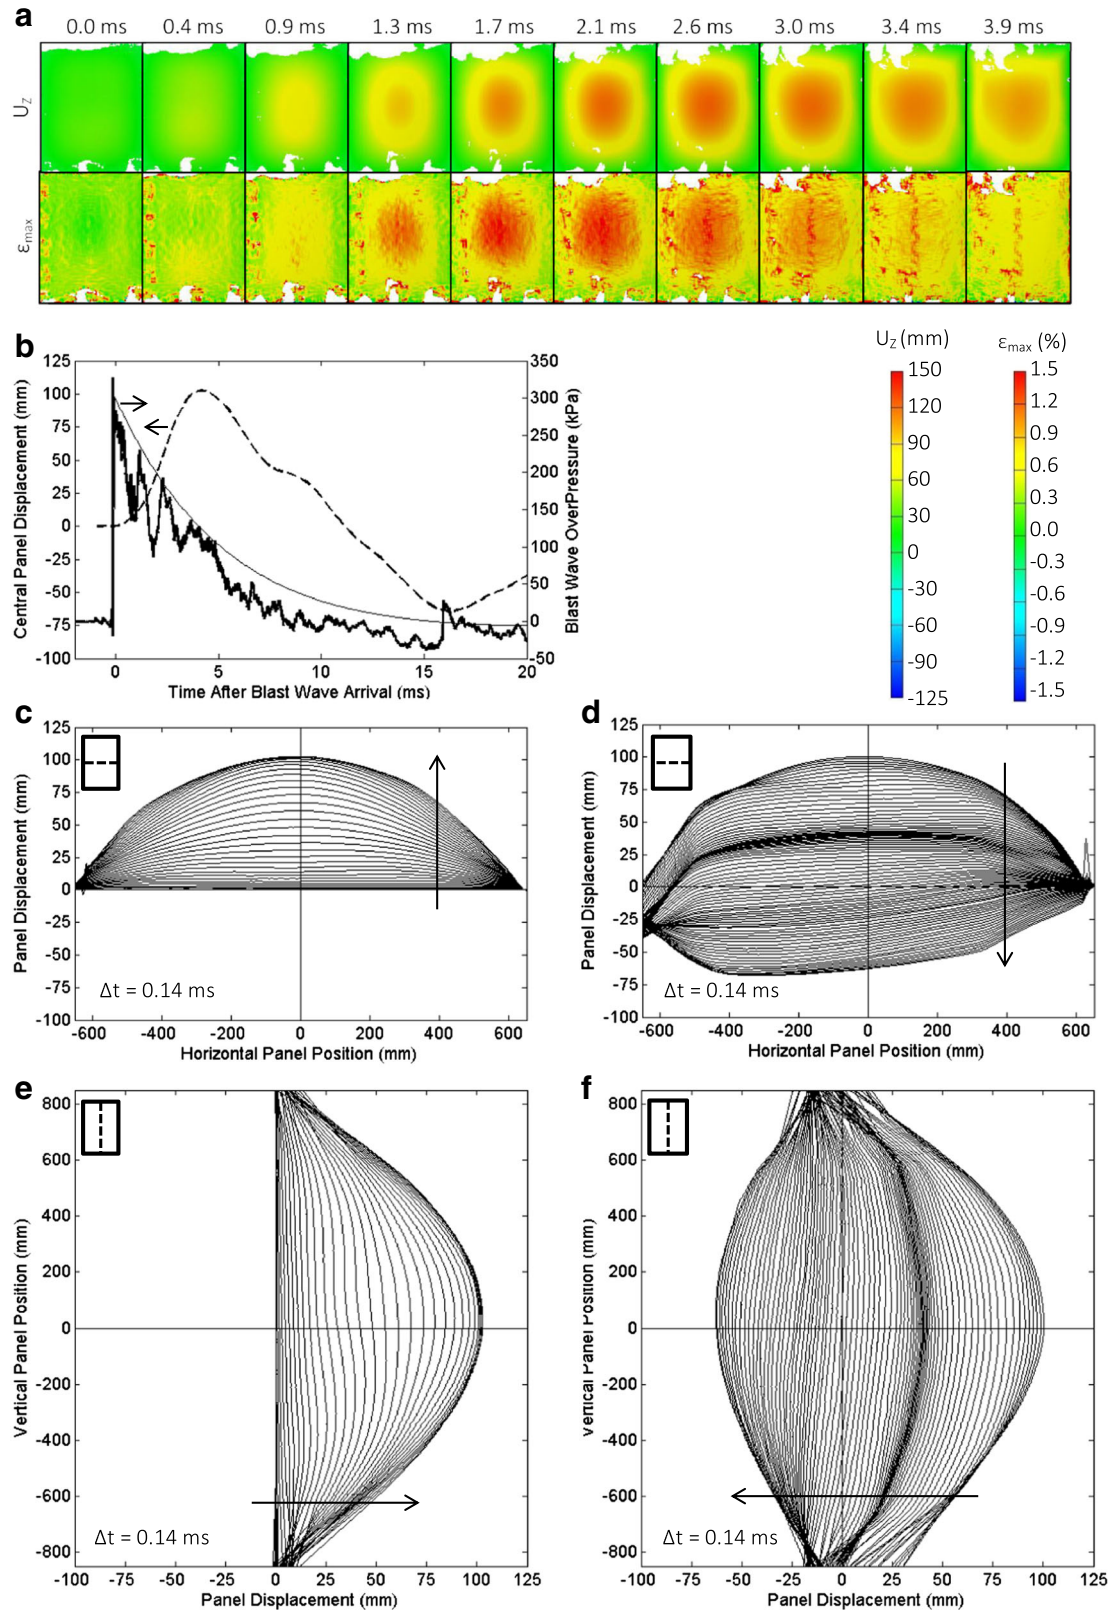 a
0.0 ms 0.4 ms 0.9 ms 1.3 ms 1.7 ms 2.1 ms 2.6 ms 3.0 ms 3.4 ms 3.9 ms
UZ
εmax
b
125
100
75
50
25
0
-25
-50
-75
-100
Central Panel Displacement (mm)
350
300
250
200
150
100
50
0
-50
Blast Wave OverPressure (kPa)
0 5 10 15 20
Time After Blast Wave Arrival (ms)
UZ (mm)
150
120
90
60
30
0
-30
-60
-90
-125
εmax (%)
1.5
1.2
0.9
0.6
0.3
0.0
-0.3
-0.6
-0.9
-1.2
-1.5
c
125
100
75
50
25
0
-25
-50
-75
-100
Panel Displacement (mm)
Δt = 0.14 ms
-600 -400 -200 0 200 400 600
Horizontal Panel Position (mm)
d
125
100
75
50
25
0
-25
-50
-75
-100
Panel Displacement (mm)
Δt = 0.14 ms
-600 -400 -200 0 200 400 600
Horizontal Panel Position (mm)
e
800
600
400
200
0
-200
-400
-600
-800
Vertical Panel Position (mm)
Δt = 0.14 ms
-100 -75 -50 -25 0 25 50 75 100 125
Panel Displacement (mm)
f
800
600
400
200
0
-200
-400
-600
-800
Vertical Panel Position (mm)
Δt = 0.14 ms
-100 -75 -50 -25 0 25 50 75 100 125
Panel Displacement (mm)